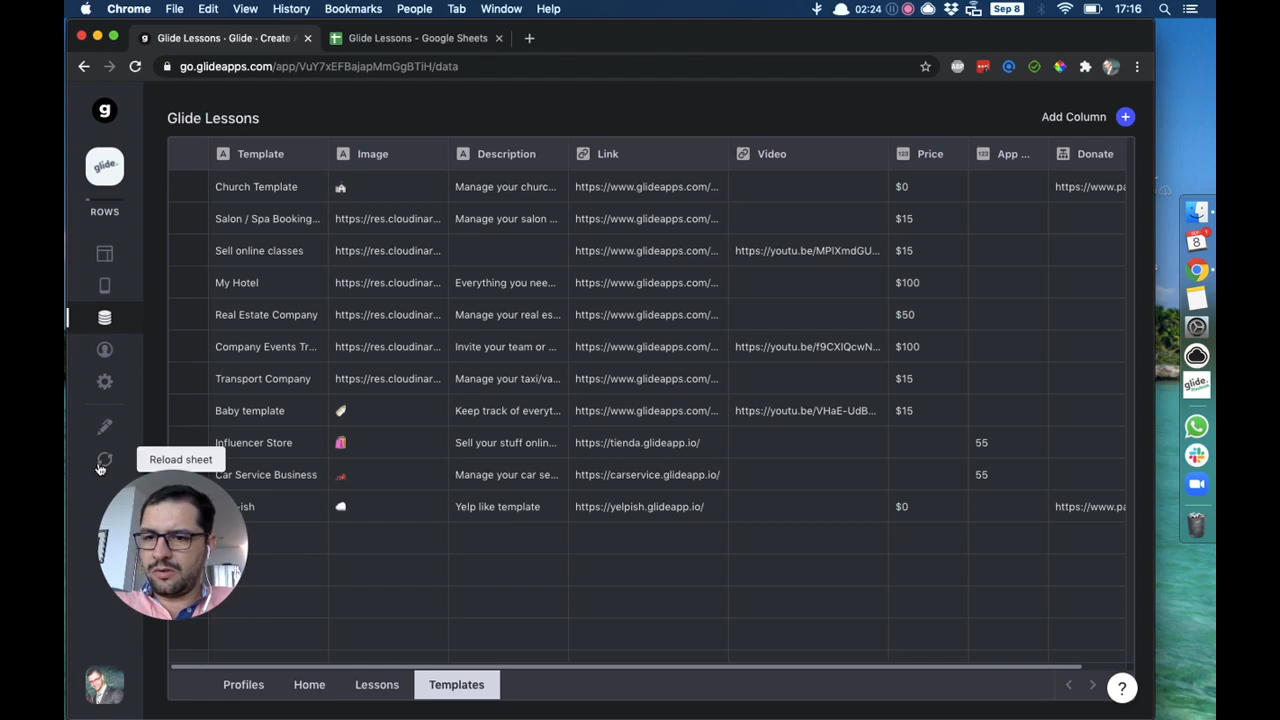 Chrome File Edit View History Bookmarks People Tab Window Help 02:24 Sep 8 17:16
Glide Lessons · Glide · Create Glide Lessons - Google Sheets
go.glideapps.com/app/VuY7xEFBajapMmGgBTiH/data ABP
g Glide Lessons Add Column
glide
Template Image Description Link Video Price App ... Donate
Church Template Manage your churc... https://www.glideapps.com/... $0 https://www.pa
ROWS
Salon / Spa Booking... https://res.cloudinar... Manage your salon ... https://www.glideapps.com/... $15
Sell online classes https://res.cloudinar... https://www.glideapps.com/... https://youtu.be/MPIXmdGU... $15
My Hotel https://res.cloudinar... Everything you nee... https://www.glideapps.com/... $100
Real Estate Company https://res.cloudinar... Manage your real es... https://www.glideapps.com/... $50
Company Events Tr... https://res.cloudinar... Invite your team or ... https://www.glideapps.com/... https://youtu.be/f9CXlQcwN... $100
Transport Company https://res.cloudinar... Manage your taxi/va... https://www.glideapps.com/... $15
Baby template Keep track of everyt... https://www.glideapps.com/... https://youtu.be/VHaE-UdB... $15
Influencer Store Sell your stuff onlin... https://tienda.glideapp.io/ 55
Reload sheet
Car Service Business Manage your car se... https://carservice.glideapp.io/ 55
-ish Yelp like template https://yelpish.glideapp.io/ $0 https://www.pa
Profiles Home Lessons Templates ?